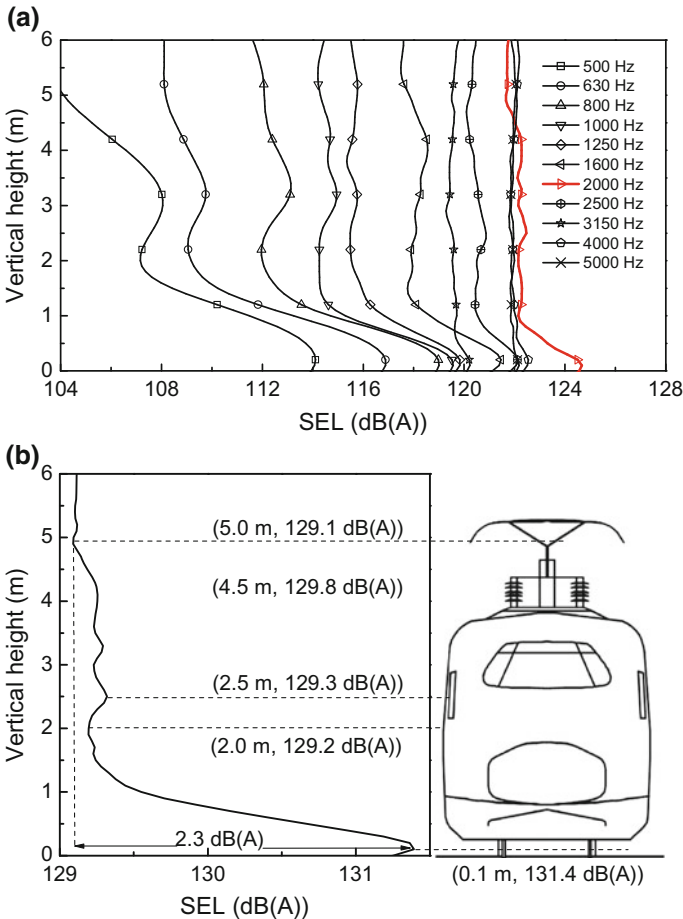 (a)
6
5
4
3
2
1
0
Vertical height (m)
500 Hz
630 Hz
800 Hz
1000 Hz
1250 Hz
1600 Hz
2000 Hz
2500 Hz
3150 Hz
4000 Hz
5000 Hz
104 108 112 116 120 124 128
SEL (dB(A))
(b)
6
5
4
3
2
1
0
Vertical height (m)
(5.0 m, 129.1 dB(A))
(4.5 m, 129.8 dB(A))
(2.5 m, 129.3 dB(A))
(2.0 m, 129.2 dB(A))
2.3 dB(A)
(0.1 m, 131.4 dB(A))
129 130 131
SEL (dB(A))